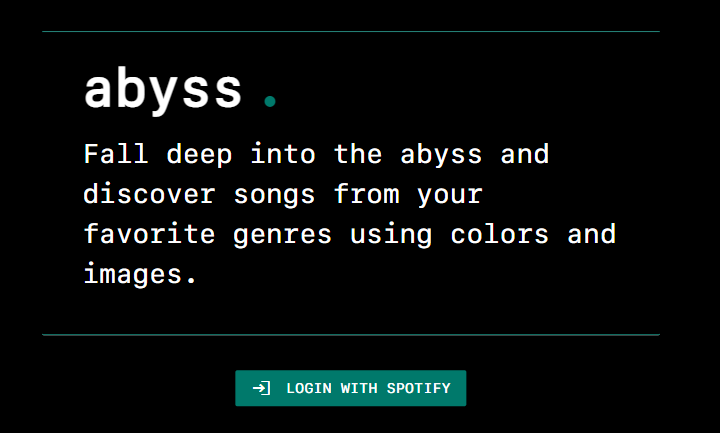 abyss.
Fall deep into the abyss and
discover songs from your
favorite genres using colors and
images.
LOGIN WITH SPOTIFY